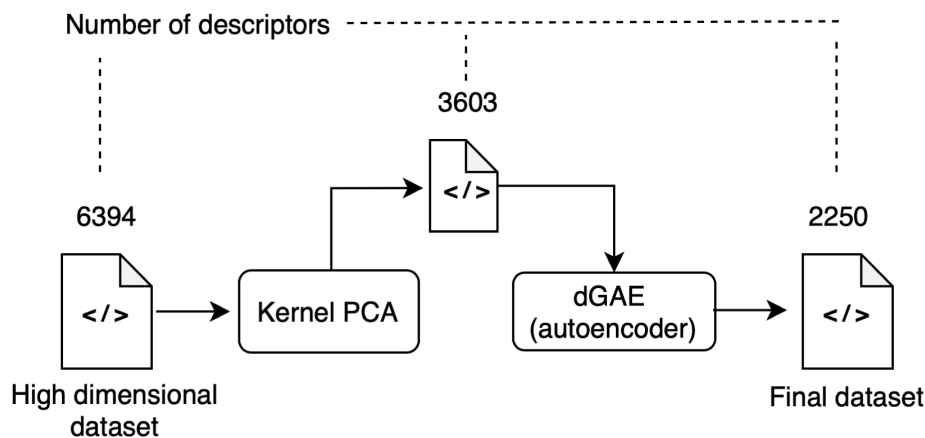 Number of descriptors
3603
</>
6394
2250
</>
Kernel PCA
dGAE
(autoencoder)
</>
High dimensional
dataset
Final dataset